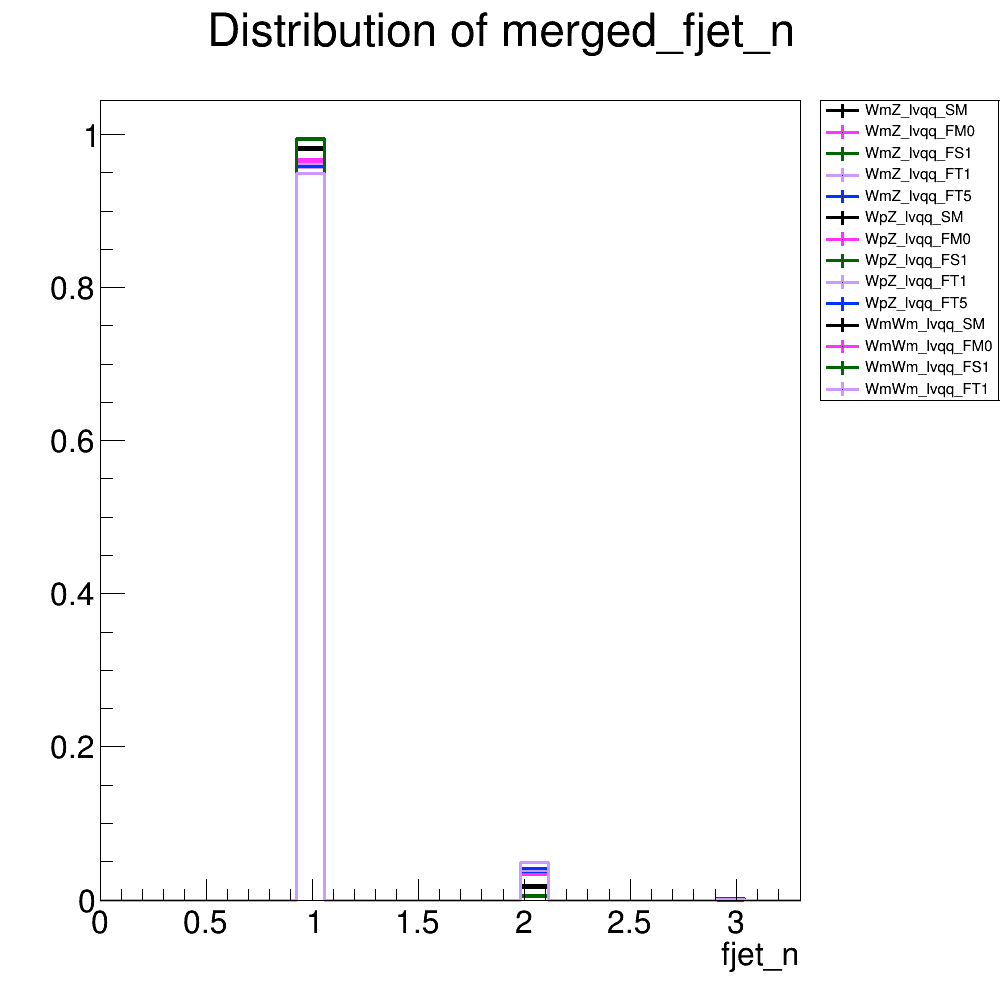 Distribution of merged_fjet_n
WmZ_lvqq_SM
WmZ_lvqq_FM0
WmZ_lvqq_FS1
WmZ_lvqq_FT1
WmZ_lvqq_FT5
WpZ_lvqq_SM
WpZ_lvqq_FM0
WpZ_lvqq_FS1
WpZ_lvqq_FT1
WpZ_lvqq_FT5
WmWm_lvqq_SM
WmWm_lvqq_FM0
WmWm_lvqq_FS1
WmWm_lvqq_FT1
1
0.8
0.6
0.4
0.2
0
0 0.5 1 1.5 2 2.5 3
fjet_n